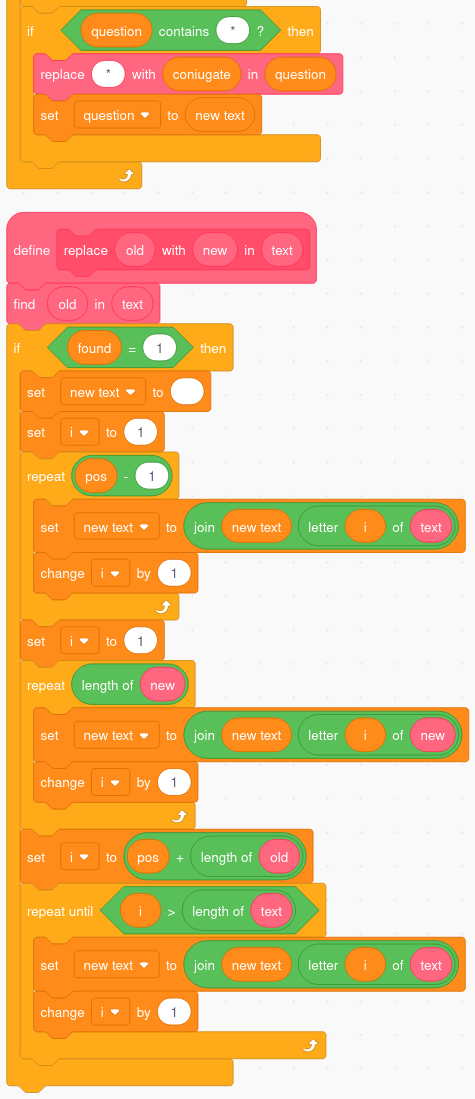 if question contains * ? then
replace * with coniugate in question
set question to new text
define replace old with new in text
find old in text
if found = 1 then
set new text to
set i to 1
repeat pos - 1
set new text to join new text letter i of text
change i by 1
set i to 1
repeat length of new
set new text to join new text letter i of new
change i by 1
set i to pos + length of old
repeat until i > length of text
set new text to join new text letter i of text
change i by 1